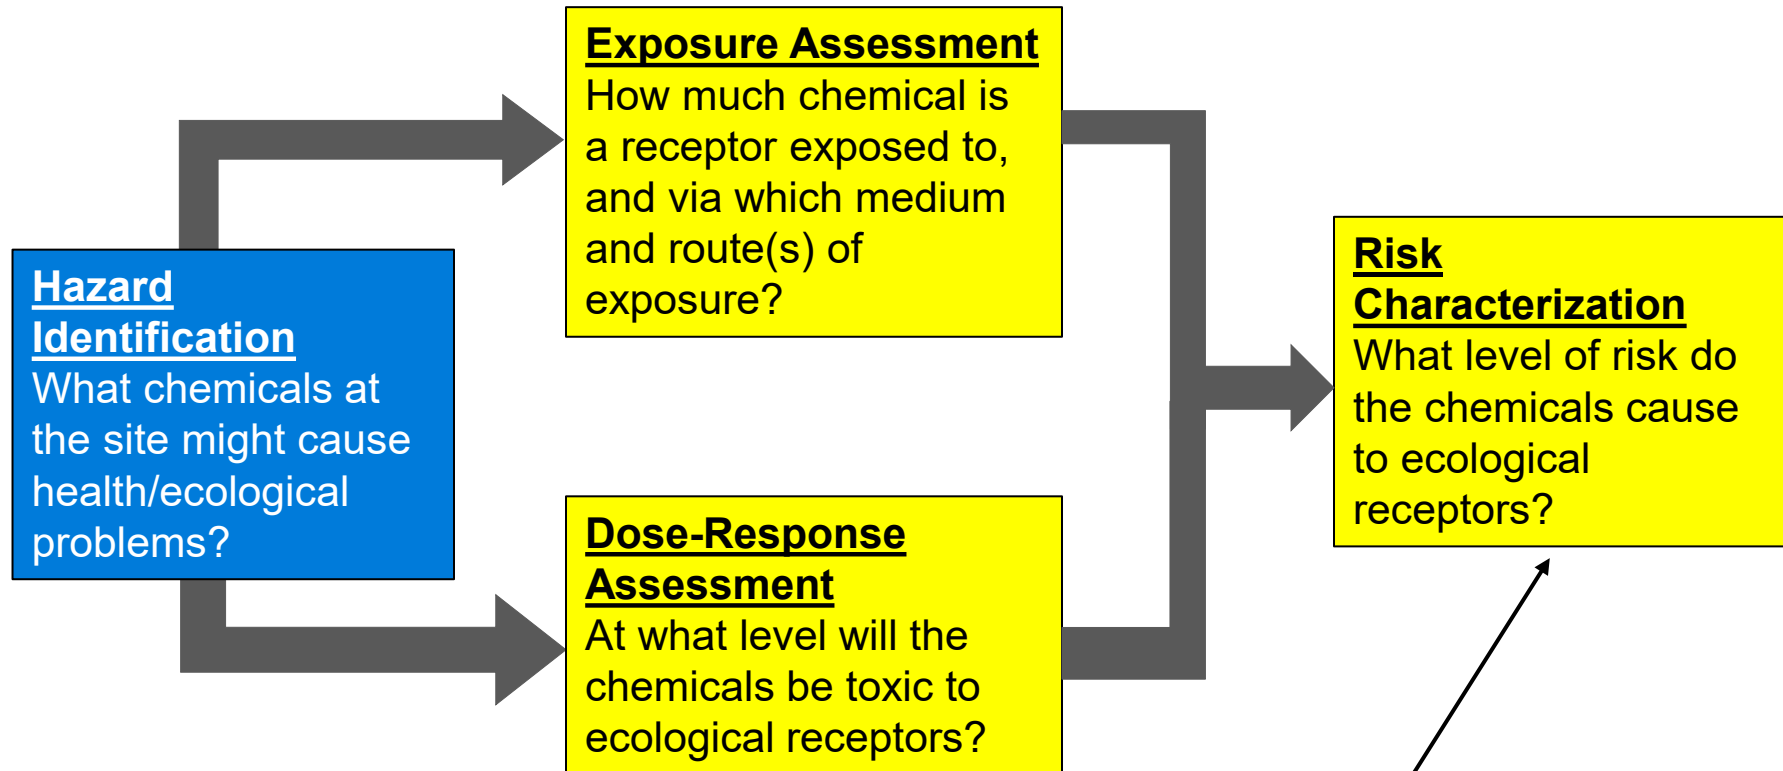 Hazard
Identification
What chemicals at
the site might cause
health/ecological
problems?
Exposure Assessment
How much chemical is
a receptor exposed to,
and via which medium
and route(s) of
exposure?
Dose-Response
Assessment
At what level will the
chemicals be toxic to
ecological receptors?
Risk
Characterization
What level of risk do
the chemicals cause
to ecological
receptors?